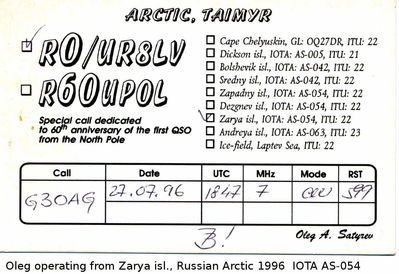 ARCTIC, TAIMYR
R0/UR8LV
R60UPOL
Special call dedicated
to 60th anniversary of the first QSO
from the North Pole
Cape Chelyuskin, GL: OQ27DR, ITU: 22
Dickson isl., IOTA: AS-005, ITU: 21
Bolshevik isl., IOTA: AS-042, ITU: 22
Sredny isl., IOTA: AS-042, ITU: 22
Zapadny isl., IOTA: AS-054, ITU: 22
Dezgnev isl., IOTA: AS-054, ITU: 22
Zarya isl., IOTA: AS-054, ITU: 22
Andreya isl., IOTA: AS-063, ITU: 23
Ice-field, Laptev Sea, ITU: 22
Call Date UTC MHz Mode RST
G3OAG 27.07.96 1847 7 CW 599
73!
Oleg A. Satyrev
Oleg operating from Zarya isl., Russian Arctic 1996 IOTA AS-054